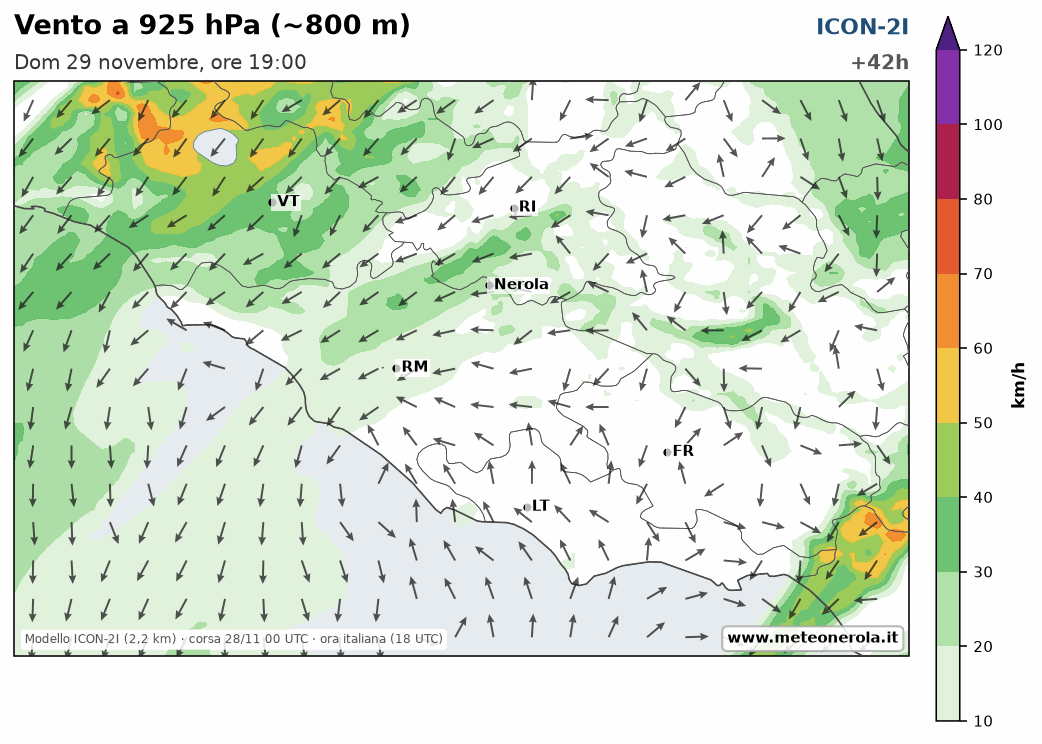 Vento a 925 hPa (~800 m)
ICON-2I
Dom 29 novembre, ore 19:00
+42h
VT
RI
Nerola
RM
FR
LT
Modello ICON-2I (2,2 km) · corsa 28/11 00 UTC · ora italiana (18 UTC)
www.meteonerola.it
120
100
80
70
60
50
40
30
20
10
km/h